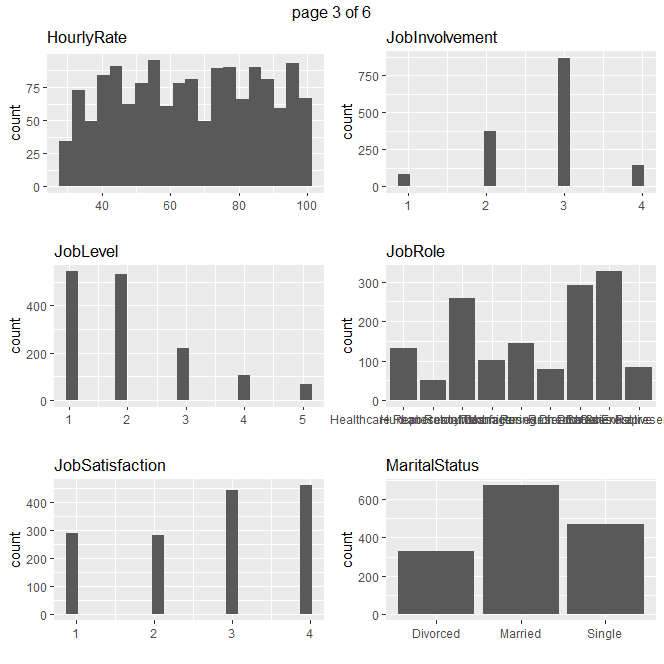 page 3 of 6
HourlyRate
count
75
50
25
0
40 60 80 100
JobInvolvement
count
750
500
250
0
1 2 3 4
JobLevel
count
400
200
0
1 2 3 4 5
JobRole
count
300
200
100
0
JobSatisfaction
count
500
400
300
200
100
0
1 2 3 4
MaritalStatus
count
600
400
200
0
Divorced Married Single